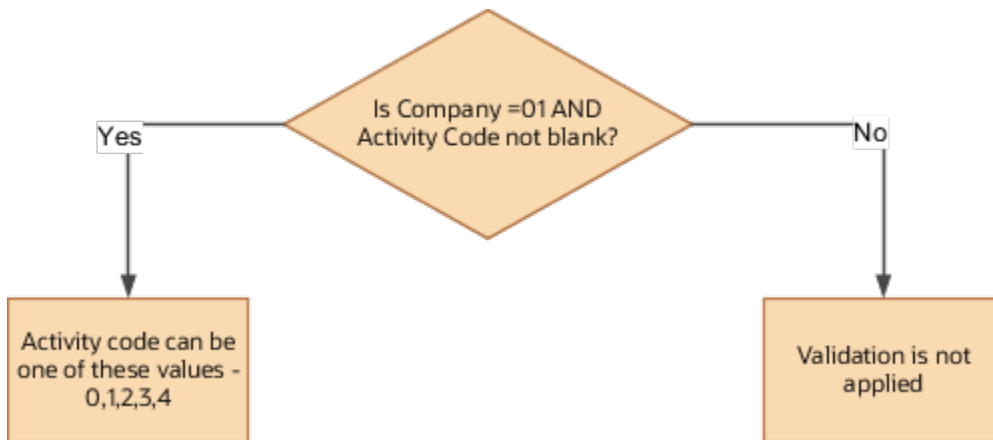 Is Company =01 AND
Activity Code not blank?
Yes
No
Activity code can be
one of these values -
0,1,2,3,4
Validation is not
applied